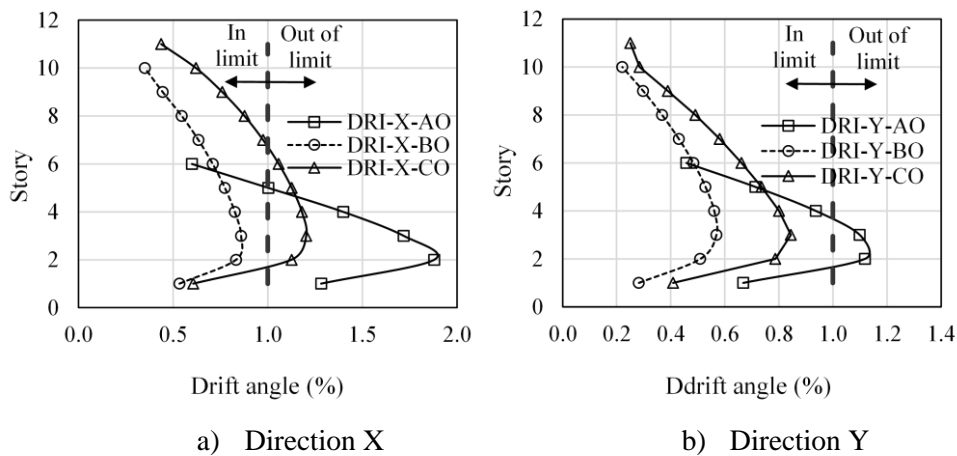 12
10
8
6
4
2
0
Story
In
limit
Out of
limit
DRI-X-AO
DRI-X-BO
DRI-X-CO
0.0 0.5 1.0 1.5 2.0
Drift angle (%)
a) Direction X
12
10
8
6
4
2
0
Story
In
limit
Out of
limit
DRI-Y-AO
DRI-Y-BO
DRI-Y-CO
0.0 0.2 0.4 0.6 0.8 1.0 1.2 1.4
Ddrift angle (%)
b) Direction Y